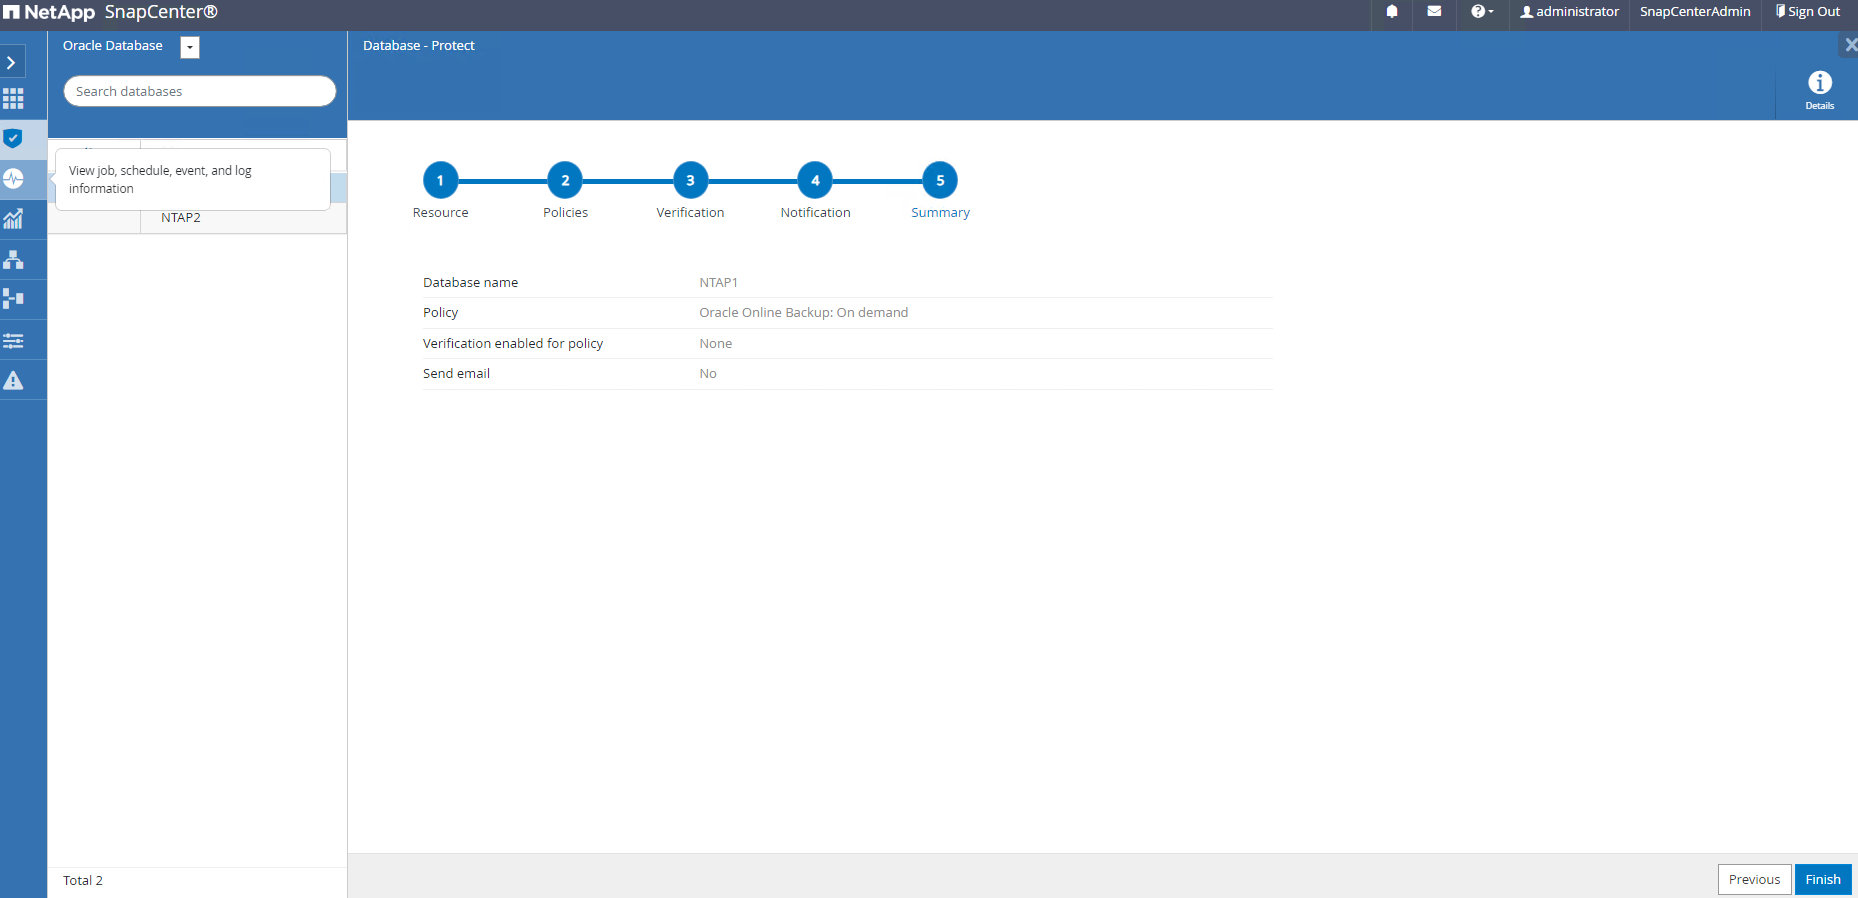 NetApp SnapCenter®
administrator SnapCenterAdmin Sign Out
Oracle Database
Search databases
Database - Protect
Details
View job, schedule, event, and log
information
NTAP2
1 2 3 4 5
Resource Policies Verification Notification Summary
Database name NTAP1
Policy Oracle Online Backup: On demand
Verification enabled for policy None
Send email No
Total 2
Previous Finish